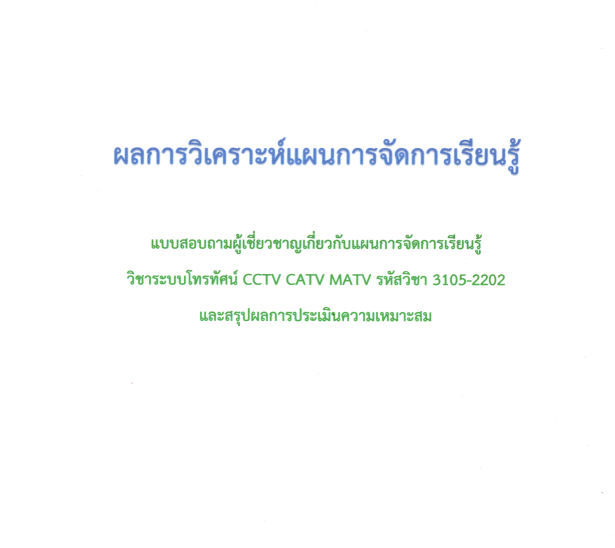 ผลการวิเคราะห์แผนการจัดการเรียนรู้
แบบสอบถามผู้เชี่ยวชาญเกี่ยวกับแผนการจัดการเรียนรู้
วิชาระบบโทรทัศน์ CCTV CATV MATV รหัสวิชา 3105-2202
และสรุปผลการประเมินความเหมาะสม